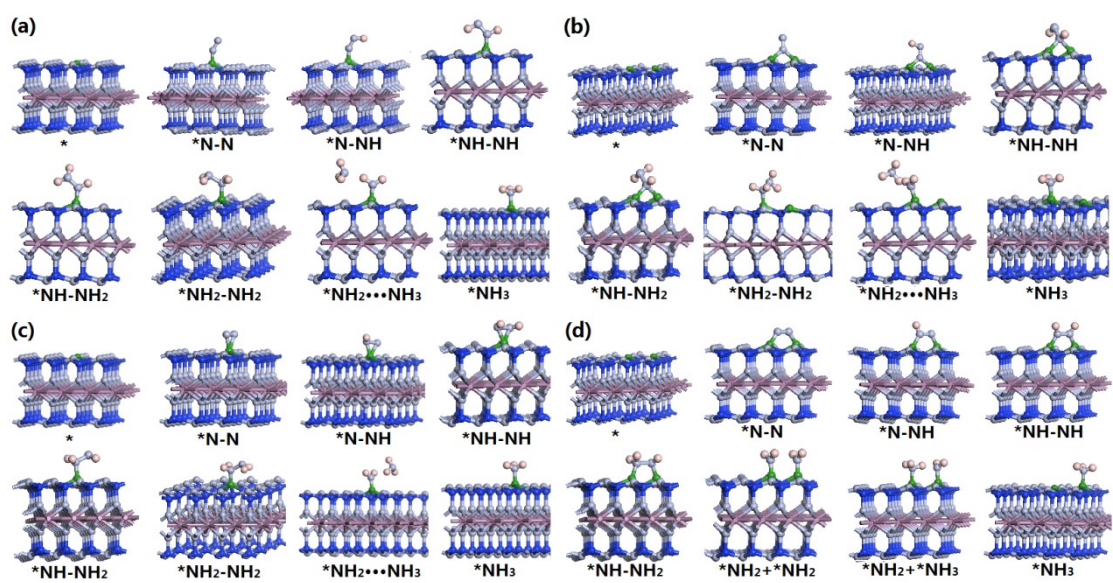 (a)
*
*N-N
*N-NH
*NH-NH
*NH-NH2
*NH2-NH2
*NH2•••NH3
*NH3
(b)
*
*N-N
*N-NH
*NH-NH
*NH-NH2
*NH2-NH2
*NH2•••NH3
*NH3
(c)
*
*N-N
*N-NH
*NH-NH
*NH-NH2
*NH2-NH2
*NH2•••NH3
*NH3
(d)
*
*N-N
*N-NH
*NH-NH
*NH-NH2
*NH2+*NH2
*NH2+*NH3
*NH3